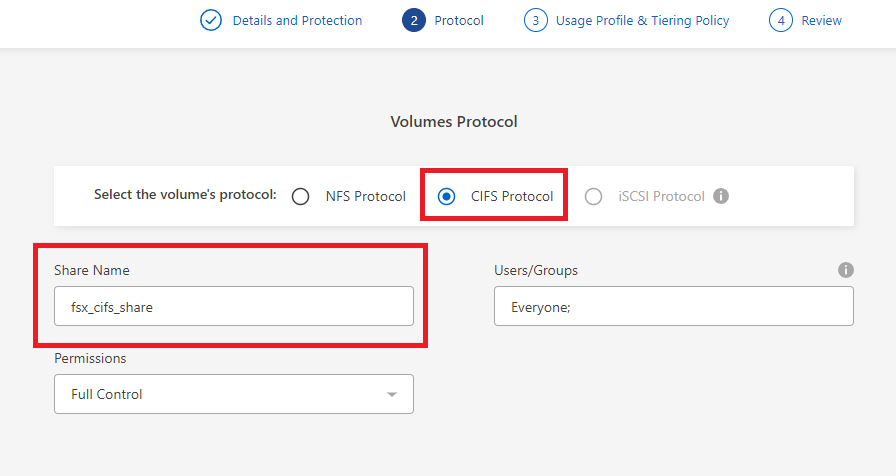 Details and Protection 2 Protocol 3 Usage Profile & Tiering Policy 4 Review
Volumes Protocol
Select the volume's protocol: NFS Protocol CIFS Protocol iSCSI Protocol i
Share Name Users/Groups i
fsx_cifs_share Everyone;
Permissions
Full Control